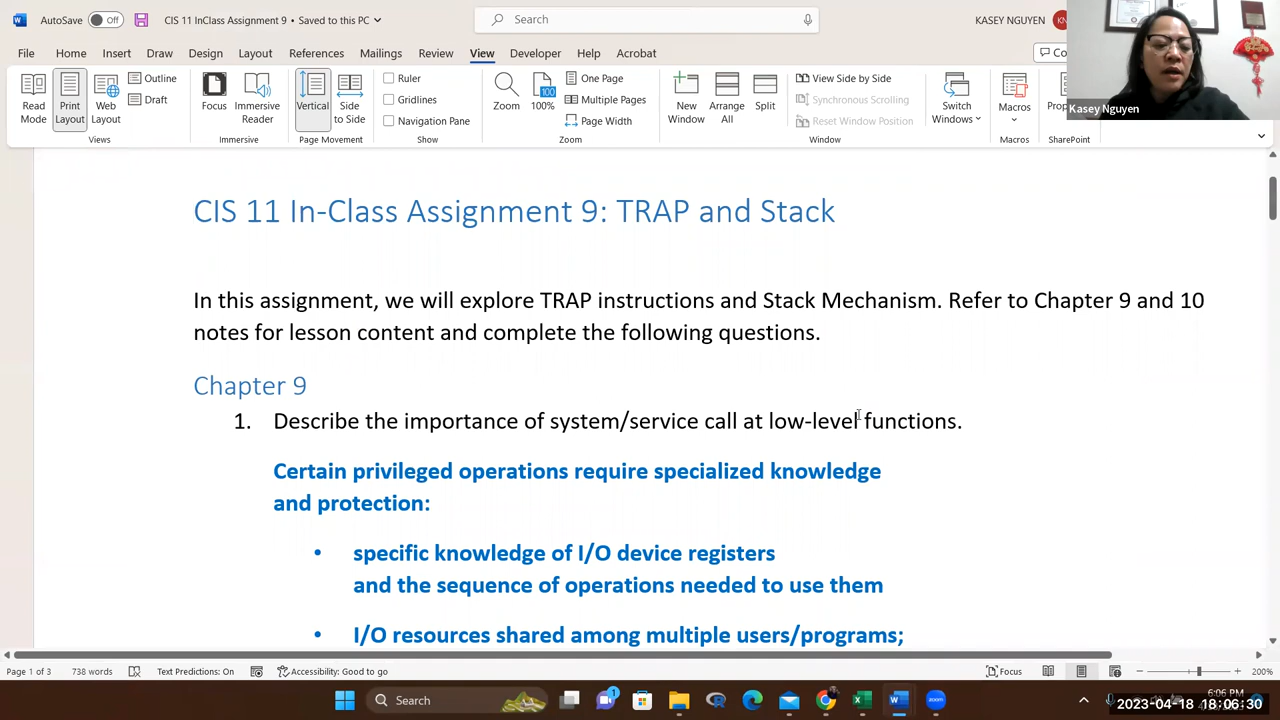 AutoSave Off CIS 11 InClass Assignment 9 • Saved to this PC Search KASEY NGUYEN
File Home Insert Draw Design Layout References Mailings Review View Developer Help Acrobat
Read Mode Print Layout Web Layout Outline Draft Views
Focus Immersive Reader Immersive
Vertical Side to Side Page Movement
Ruler Gridlines Navigation Pane Show
Zoom 100% One Page Multiple Pages Page Width Zoom
New Window Arrange All Split View Side by Side Synchronous Scrolling Reset Window Position Switch Windows Window
Macros Macros
SharePoint
Kasey Nguyen
CIS 11 In-Class Assignment 9: TRAP and Stack
In this assignment, we will explore TRAP instructions and Stack Mechanism. Refer to Chapter 9 and 10
notes for lesson content and complete the following questions.
Chapter 9
1. Describe the importance of system/service call at low-level functions.
Certain privileged operations require specialized knowledge
and protection:
• specific knowledge of I/O device registers
and the sequence of operations needed to use them
• I/O resources shared among multiple users/programs;
Page 1 of 3 738 words Text Predictions: On Accessibility: Good to go Focus 200%
Search 1 zoom 6:06 PM
2023-04-18 18:06:30